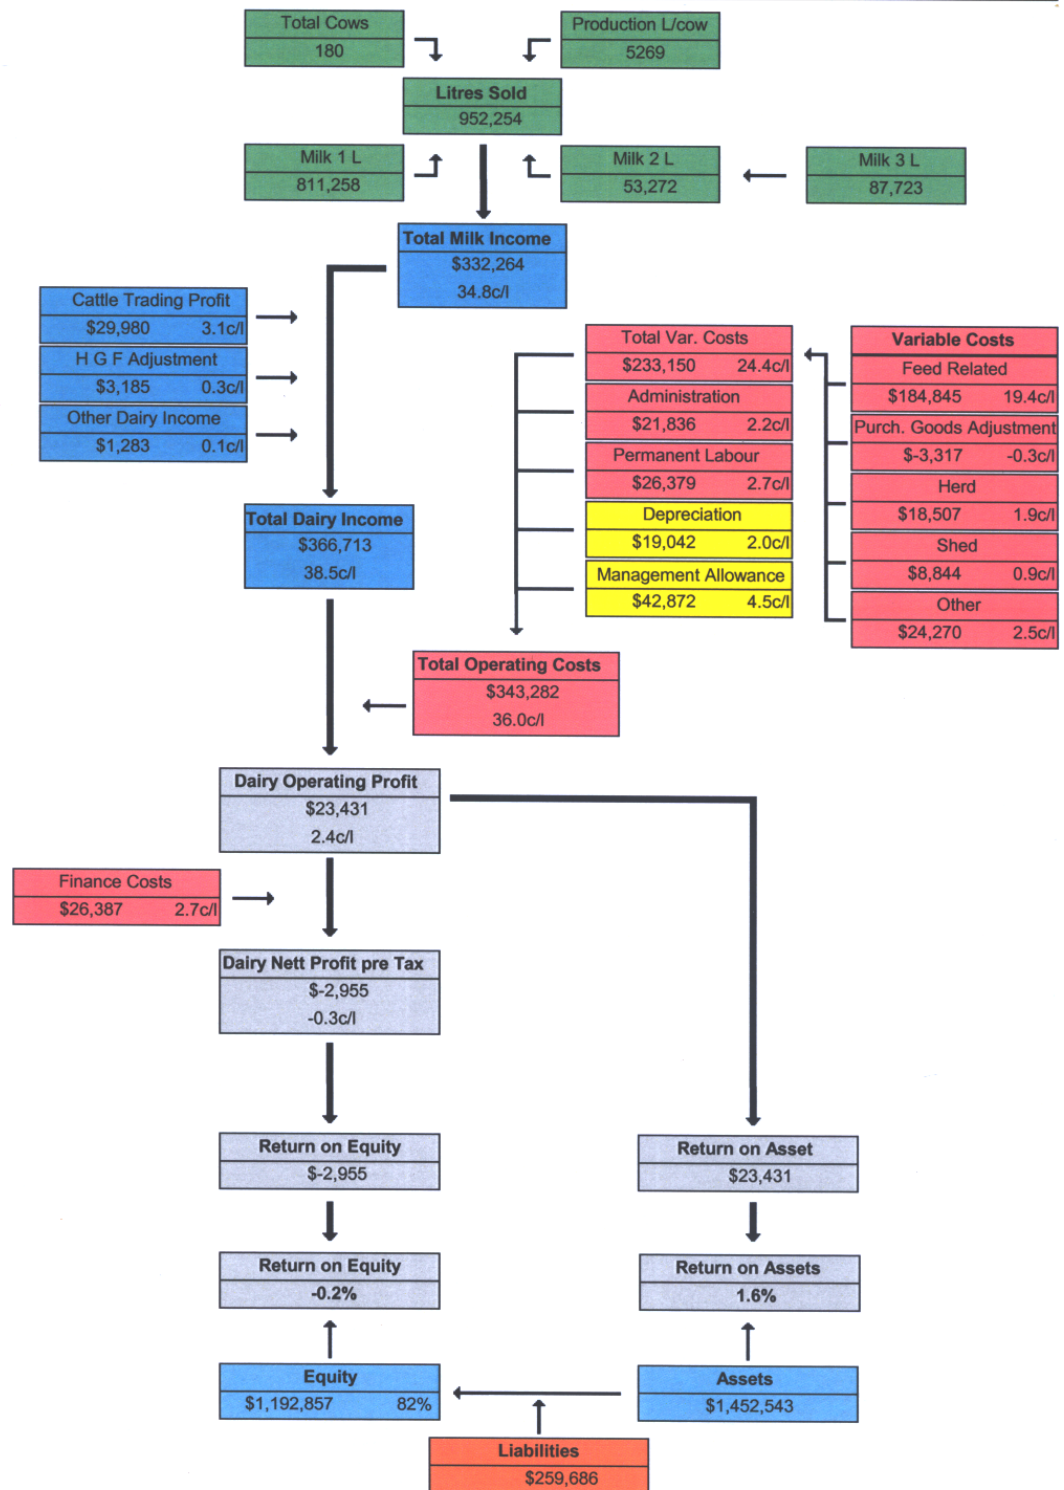 Total Cows
180
Production L/cow
5269
Litres Sold
952,254
Milk 1 L
811,258
Milk 2 L
53,272
Milk 3 L
87,723
Total Milk Income
$332,264
34.8c/l
Cattle Trading Profit
$29,980 3.1c/l
H G F Adjustment
$3,185 0.3c/l
Other Dairy Income
$1,283 0.1c/l
Total Var. Costs
$233,150 24.4c/l
Administration
$21,836 2.2c/l
Permanent Labour
$26,379 2.7c/l
Depreciation
$19,042 2.0c/l
Management Allowance
$42,872 4.5c/l
Variable Costs
Feed Related
$184,845 19.4c/l
Purch. Goods Adjustment
$-3,317 -0.3c/l
Herd
$18,507 1.9c/l
Shed
$8,844 0.9c/l
Other
$24,270 2.5c/l
Total Dairy Income
$366,713
38.5c/l
Total Operating Costs
$343,282
36.0c/l
Dairy Operating Profit
$23,431
2.4c/l
Finance Costs
$26,387 2.7c/l
Dairy Nett Profit pre Tax
$-2,955
-0.3c/l
Return on Equity
$-2,955
Return on Asset
$23,431
Return on Equity
-0.2%
Return on Assets
1.6%
Equity
$1,192,857 82%
Assets
$1,452,543
Liabilities
$259,686